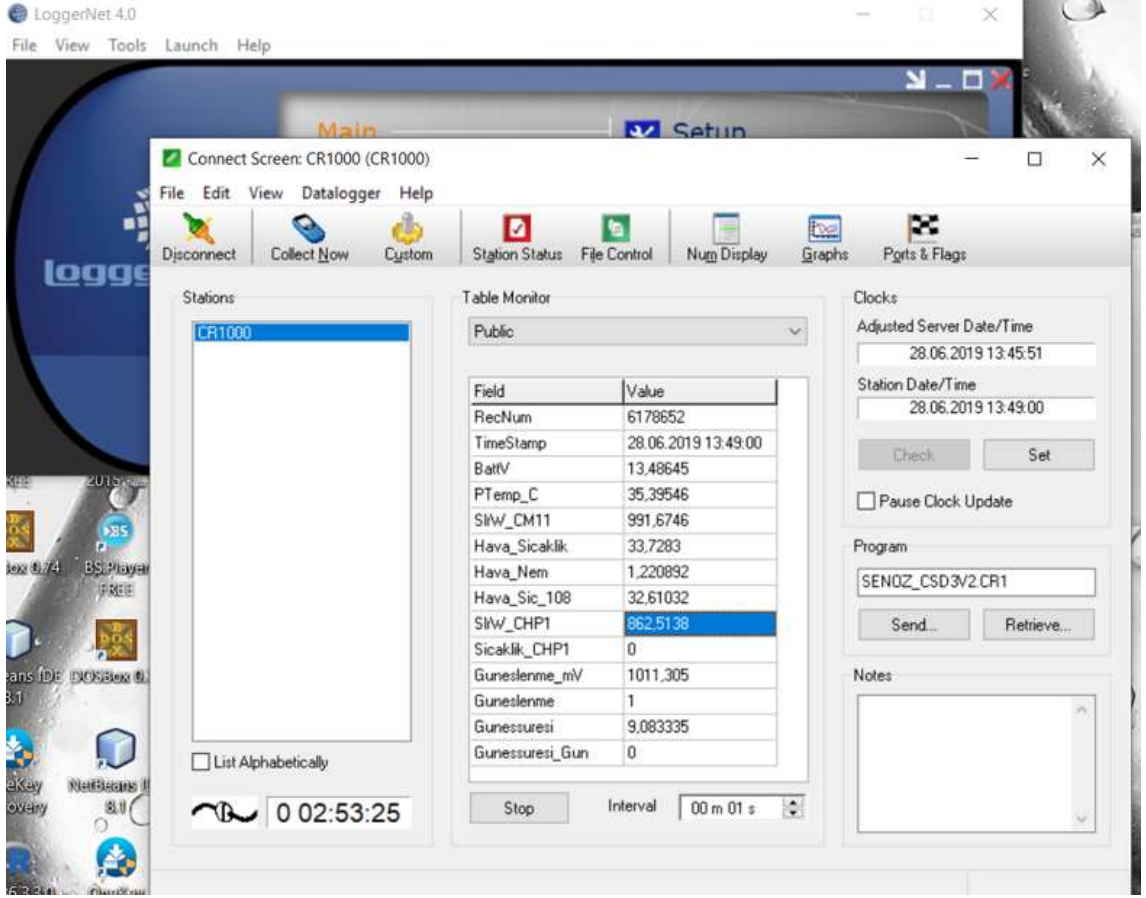 LoggerNet 4.0
File View Tools Launch Help
Main
Setup
Connect Screen: CR1000 (CR1000)
File Edit View Datalogger Help
Disconnect Collect Now Custom Station Status File Control Num Display Graphs Ports & Flags
Stations
CR1000
List Alphabetically
0 02:53:25
Table Monitor
Public
Field Value
RecNum 6178652
TimeStamp 28.06.2019 13:49:00
BattV 13,48645
PTemp_C 35,39546
SlrW_CM11 991,6746
Hava_Sicaklik 33,7283
Hava_Nem 1,220892
Hava_Sic_108 32,61032
SlrW_CHP1 862,5138
Sicaklik_CHP1 0
Guneslenme_mV 1011,305
Guneslenme 1
Gunessuresi 9,083335
Gunessuresi_Gun 0
Stop Interval 00 m 01 s
Clocks
Adjusted Server Date/Time
28.06.2019 13:45:51
Station Date/Time
28.06.2019 13:49:00
Check Set
Pause Clock Update
Program
SENOZ_CSD3V2.CR1
Send... Retrieve...
Notes
BS.Player
FREE
NetBeans
8.1